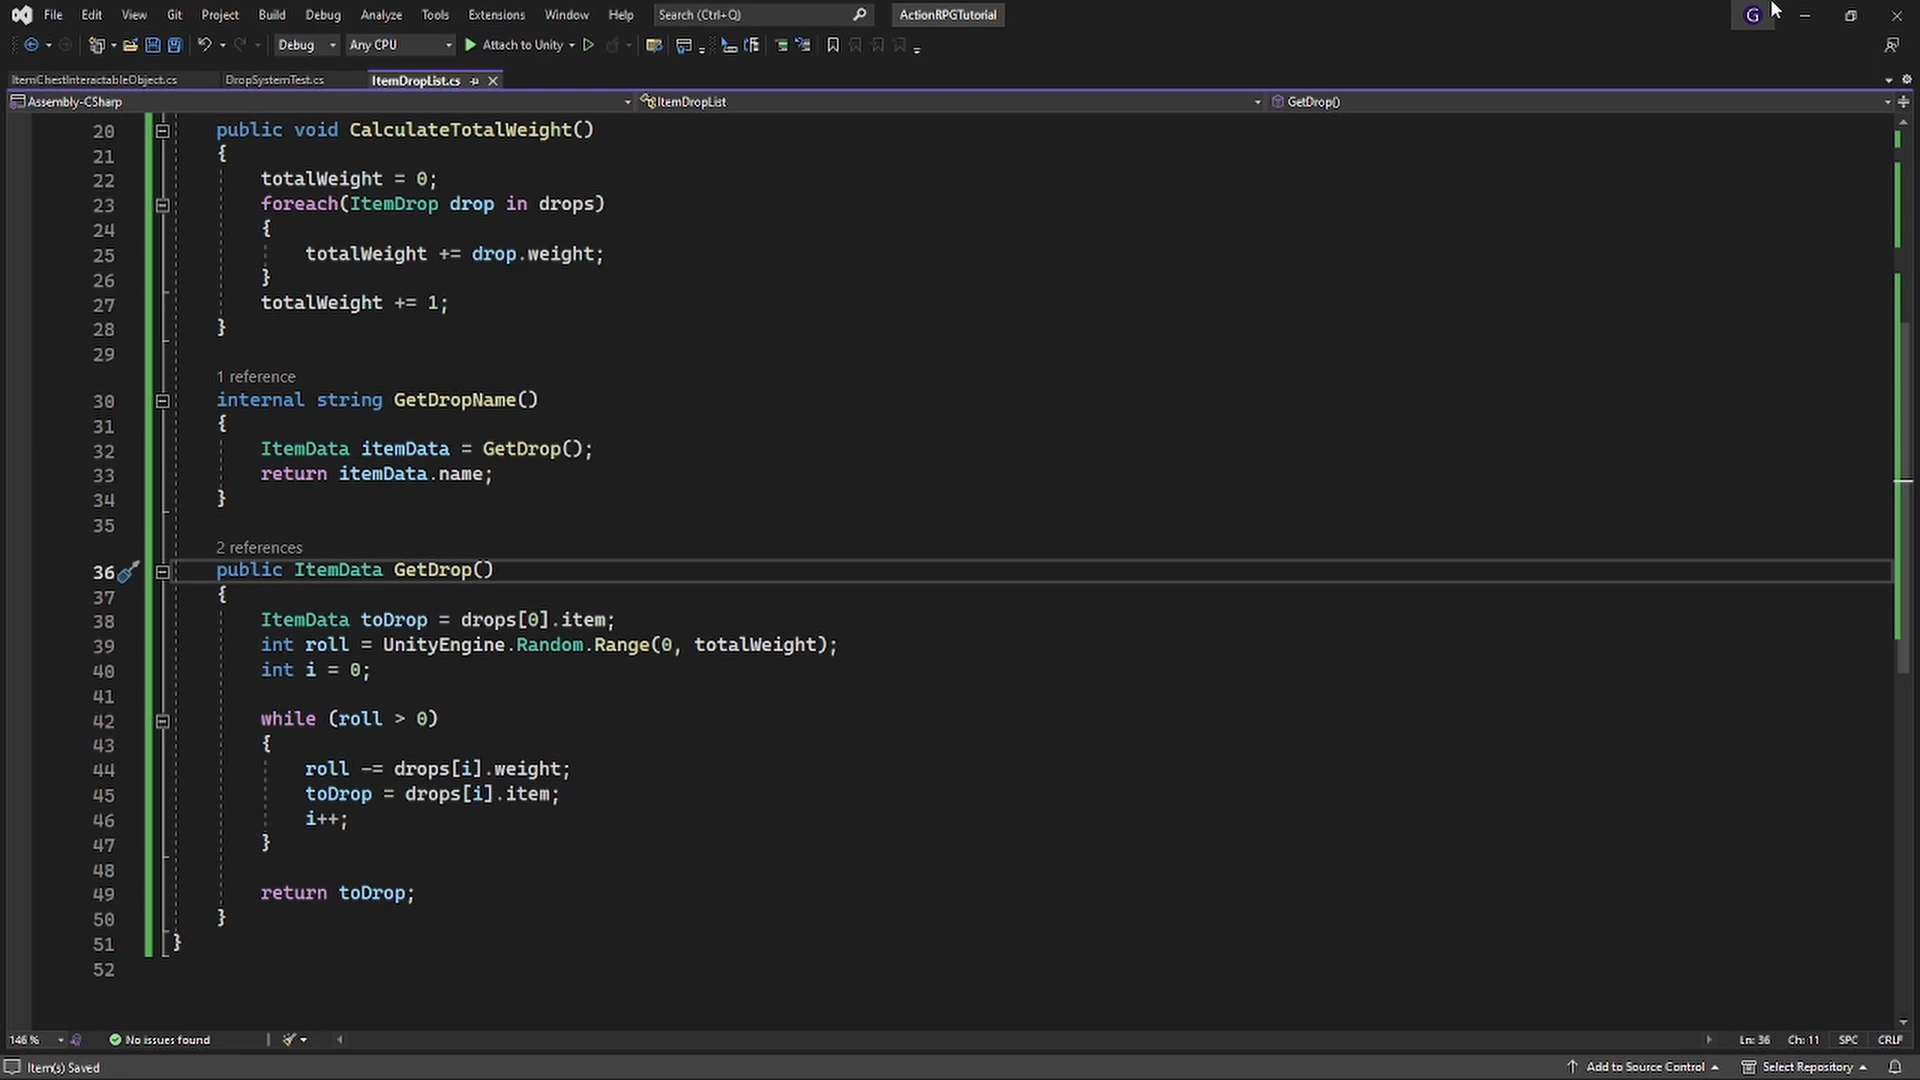 File Edit View Git Project Build Debug Analyze Tools Extensions Window Help Search (Ctrl+Q) ActionRPGTutorial G
Debug Any CPU Attach to Unity
ItemChestInteractableObject.cs DropSystemTest.cs ItemDropList.cs
Assembly-CSharp ItemDropList GetDrop()
20 public void CalculateTotalWeight()
21 {
22 totalWeight = 0;
23 foreach(ItemDrop drop in drops)
24 {
25 totalWeight += drop.weight;
26 }
27 totalWeight += 1;
28 }
29
1 reference
30 internal string GetDropName()
31 {
32 ItemData itemData = GetDrop();
33 return itemData.name;
34 }
35
2 references
36 public ItemData GetDrop()
37 {
38 ItemData toDrop = drops[0].item;
39 int roll = UnityEngine.Random.Range(0, totalWeight);
40 int i = 0;
41
42 while (roll > 0)
43 {
44 roll -= drops[i].weight;
45 toDrop = drops[i].item;
46 i++;
47 }
48
49 return toDrop;
50 }
51 }
52
146 % No issues found Ln: 36 Ch: 11 SPC CRLF
Item(s) Saved Add to Source Control Select Repository